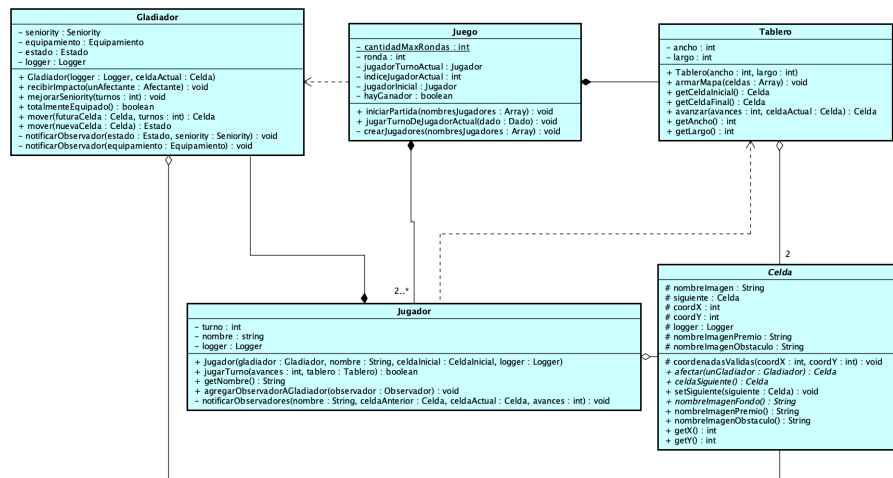 Gladiador
- seniority : Seniority
- equipamiento : Equipamiento
- estado : Estado
- logger : Logger
+ Gladiador(logger : Logger, celdaActual : Celda)
+ recibirImpacto(unAfectante : Afectante) : void
+ mejorarSeniority(turnos : int) : void
+ totalmenteEquipado() : boolean
+ mover(futuraCelda : Celda, turnos : int) : Celda
+ mover(nuevaCelda : Celda) : Estado
- notificarObservador(estado : Estado, seniority : Seniority) : void
- notificarObservador(equipamiento : Equipamiento) : void
Juego
- cantidadMaxRondas : int
- ronda : int
- jugadorTurnoActual : Jugador
- indiceJugadorActual : int
- jugadorInicial : Jugador
- hayGanador : boolean
+ iniciarPartida(nombresJugadores : Array) : void
+ jugarTurnoDeJugadorActual(dado : Dado) : void
- crearJugadores(nombresJugadores : Array) : void
Tablero
- ancho : int
- largo : int
+ Tablero(ancho : int, largo : int)
+ armarMapa(celdas : Array) : void
+ getCeldaInicial() : Celda
+ getCeldaFinal() : Celda
+ avanzar(avances : int, celdaActual : Celda) : Celda
+ getAncho() : int
+ getLargo() : int
2
2..*
Jugador
- turno : int
- nombre : string
- logger : Logger
+ Jugador(gladiador : Gladiador, nombre : String, celdaInicial : CeldaInicial, logger : Logger)
+ jugarTurno(avances : int, tablero : Tablero) : boolean
+ getNombre() : String
+ agregarObservadorAGladiador(observador : Observador) : void
- notificarObservadores(nombre : String, celdaAnterior : Celda, celdaActual : Celda, avances : int) : void
Celda
# nombreImagen : String
# siguiente : Celda
# coordX : int
# coordY : int
# logger : Logger
# nombreImagenPremio : String
# nombreImagenObstaculo : String
# coordenadasValidas(coordX : int, coordY : int) : void
+ afectar(unGladiador : Gladiador) : Celda
+ celdaSiguiente() : Celda
+ setSiguiente(siguiente : Celda) : void
+ nombreImagenFondo() : String
+ nombreImagenPremio() : String
+ nombreImagenObstaculo() : String
+ getX() : int
+ getY() : int